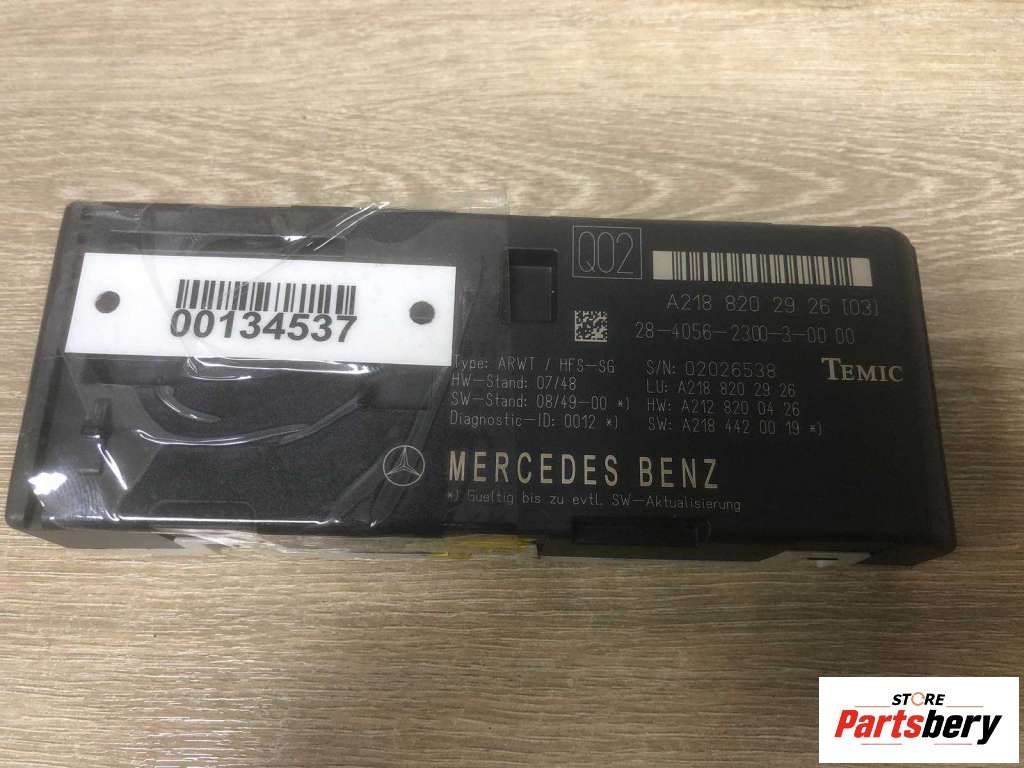 00134537
Q02
A218 820 29 26 [03]
28-4056-2300-3-00 00
Type: ARWT / HFS-SG
HW-Stand: 07/48
SW-Stand: 08/49-00 *)
Diagnostic-ID: 0012 *)
S/N: 02026538
LU: A218 820 29 26
HW: A212 820 04 26
SW: A218 442 00 19 *)
TEMIC
MERCEDES BENZ
*) Gueltig bis zu evtl. SW-Aktualisierung
STORE
Partsbery